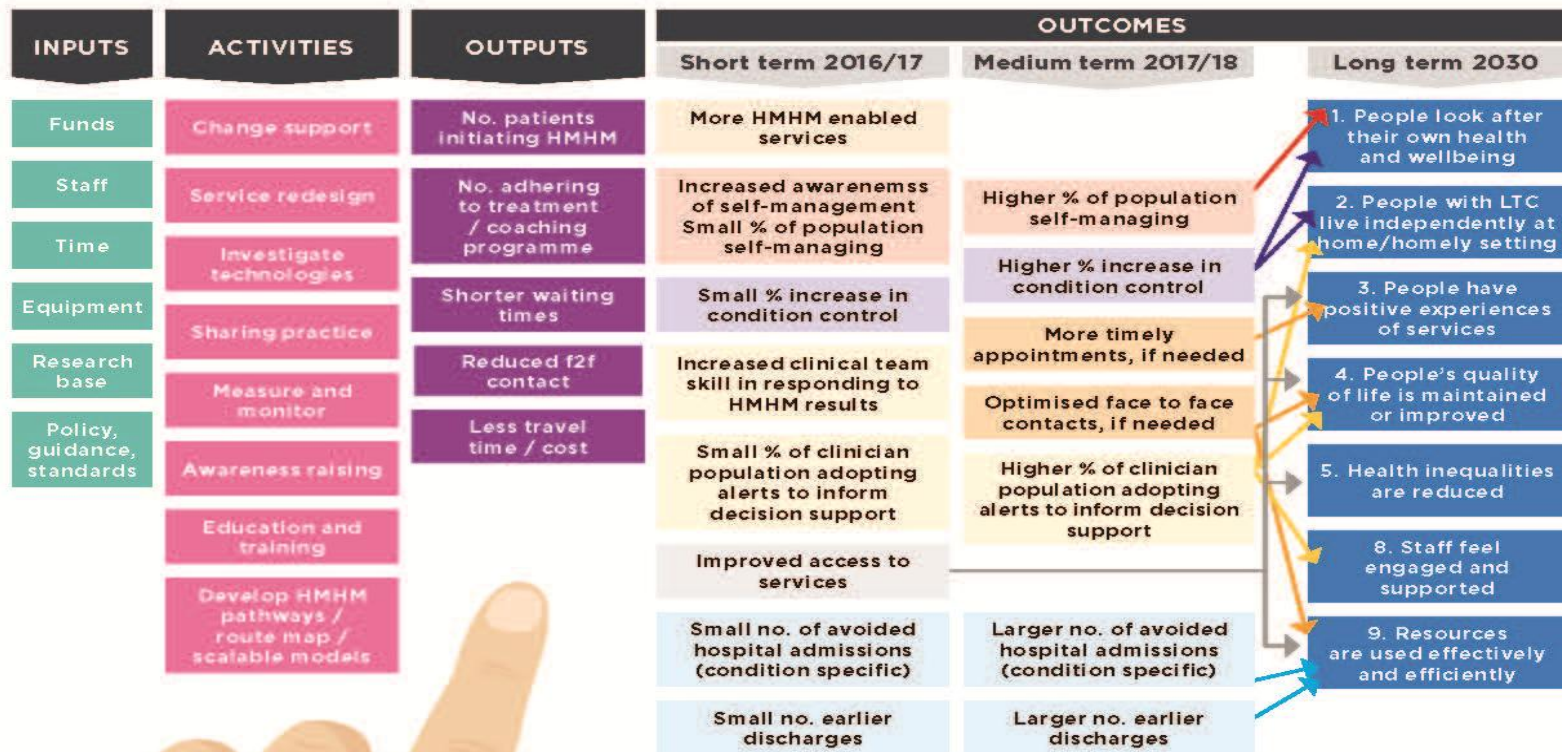 INPUTS
Funds
Staff
Time
Equipment
Research
base
Policy,
guidance,
standards
ACTIVITIES
Change support
Service redesign
Investigate
technologies
Sharing practice
Measure and
monitor
Awareness raising
Education and
training
Develop HMHM
pathways /
route map /
scalable models
OUTPUTS
No. patients
initiating HMHM
No. adhering
to treatment
/ coaching
programme
Shorter waiting
times
Reduced f2f
contact
Less travel
time / cost
OUTCOMES
Short term 2016/17
More HMHM enabled
services
Increased awarenemss
of self-management
Small % of population
self-managing
Small % increase in
condition control
Increased clinical team
skill in responding to
HMHM results
Small % of clinician
population adopting
alerts to inform
decision support
Improved access to
services
Small no. of avoided
hospital admissions
(condition specific)
Small no. earlier
discharges
Medium term 2017/18
Higher % of population
self-managing
Higher % increase in
condition control
More timely
appointments, if needed
Optimised face to face
contacts, if needed
Higher % of clinician
population adopting
alerts to inform decision
support
Larger no. of avoided
hospital admissions
(condition specific)
Larger no. earlier
discharges
Long term 2030
1. People look after
their own health
and wellbeing
2. People with LTC
live independently at
home/homely setting
3. People have
positive experiences
of services
4. People's quality
of life is maintained
or improved
5. Health inequalities
are reduced
8. Staff feel
engaged and
supported
9. Resources
are used effectively
and efficiently